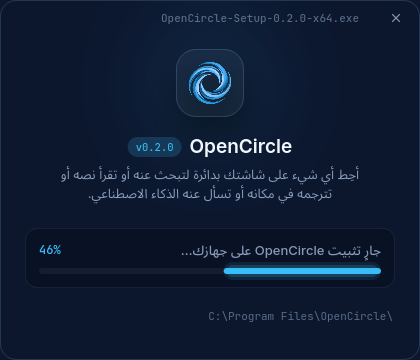 OpenCircle-Setup-0.2.0-x64.exe
OpenCircle v0.2.0
أحِط أي شيء على شاشتك بدائرة لتبحث عنه أو تقرأ نصه أو
تترجمه في مكانه أو تسأل عنه الذكاء الاصطناعي.
جارٍ تثبيت OpenCircle على جهازك... 46%
C:\Program Files\OpenCircle\